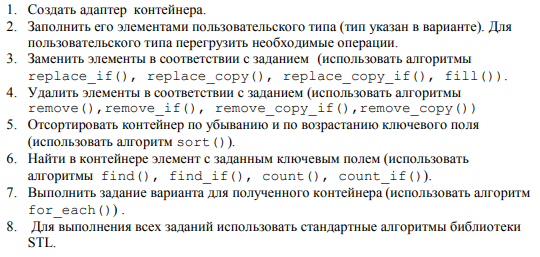 1. Создать адаптер контейнера.
2. Заполнить его элементами пользовательского типа (тип указан в варианте). Для
пользовательского типа перегрузить необходимые операции.
3. Заменить элементы в соответствии с заданием (использовать алгоритмы
replace_if(), replace_copy(), replace_copy_if(), fill()).
4. Удалить элементы в соответствии с заданием (использовать алгоритмы
remove(),remove_if(), remove_copy_if(),remove_copy())
5. Отсортировать контейнер по убыванию и по возрастанию ключевого поля
(использовать алгоритм sort()).
6. Найти в контейнере элемент с заданным ключевым полем (использовать
алгоритмы find(), find_if(), count(), count_if()).
7. Выполнить задание варианта для полученного контейнера (использовать алгоритм
for_each()).
8. Для выполнения всех заданий использовать стандартные алгоритмы библиотеки
STL.